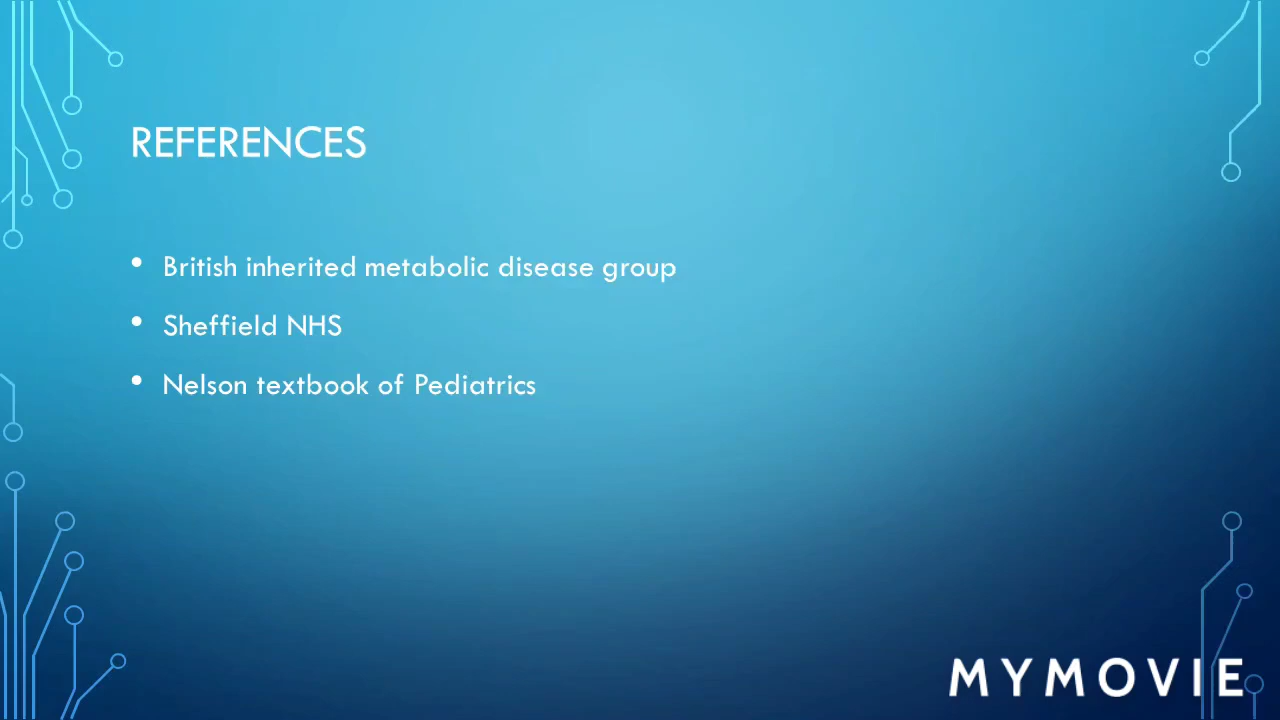 REFERENCES
• British inherited metabolic disease group
• Sheffield NHS
• Nelson textbook of Pediatrics
MYMOVIE